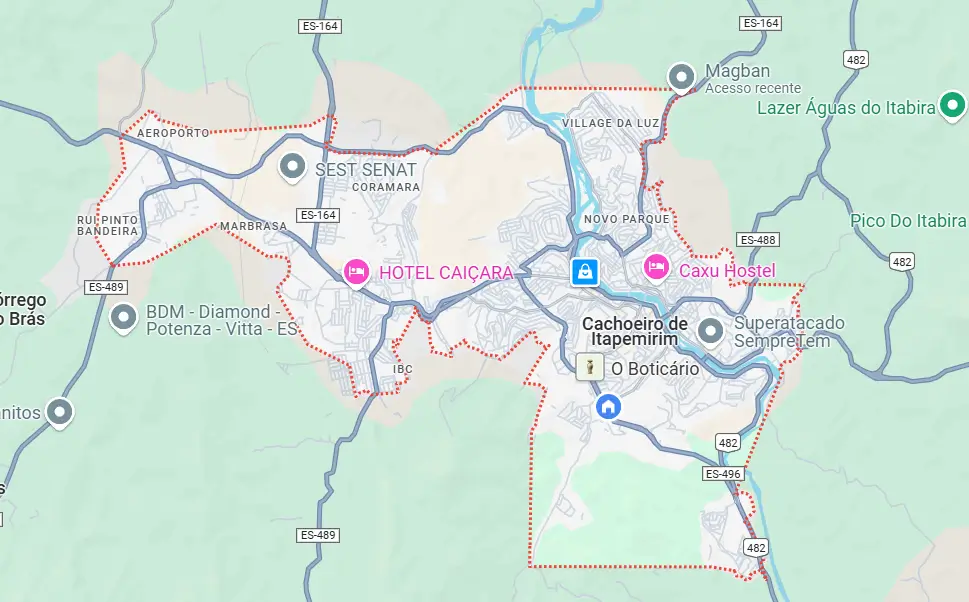 ES-164
ES-164
482
Magban
Acesso recente
Lazer Águas do Itabira
VILLAGE DA LUZ
AEROPORTO
SEST SENAT
CORAMARA
ES-164
RUI PINTO
BANDEIRA
MARBRASA
NOVO PARQUE
Pico Do Itabira
ES-488
482
HOTEL CAIÇARA
Caxu Hostel
ES-489
órrego
o Brás
BDM - Diamond -
Potenza - Vitta - ES
Cachoeiro de
Itapemirim
Superatacado
SempreTem
IBC
O Boticário
anitos
482
ES-496
s
ES-489
482